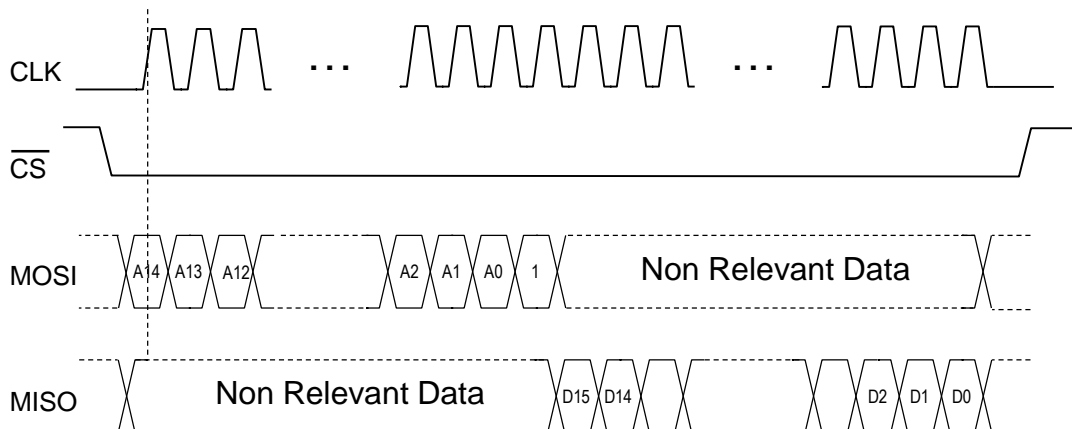 CLK
...
...
CS
MOSI A14 A13 A12 A2 A1 A0 1 Non Relevant Data
MISO Non Relevant Data D15 D14 D2 D1 D0